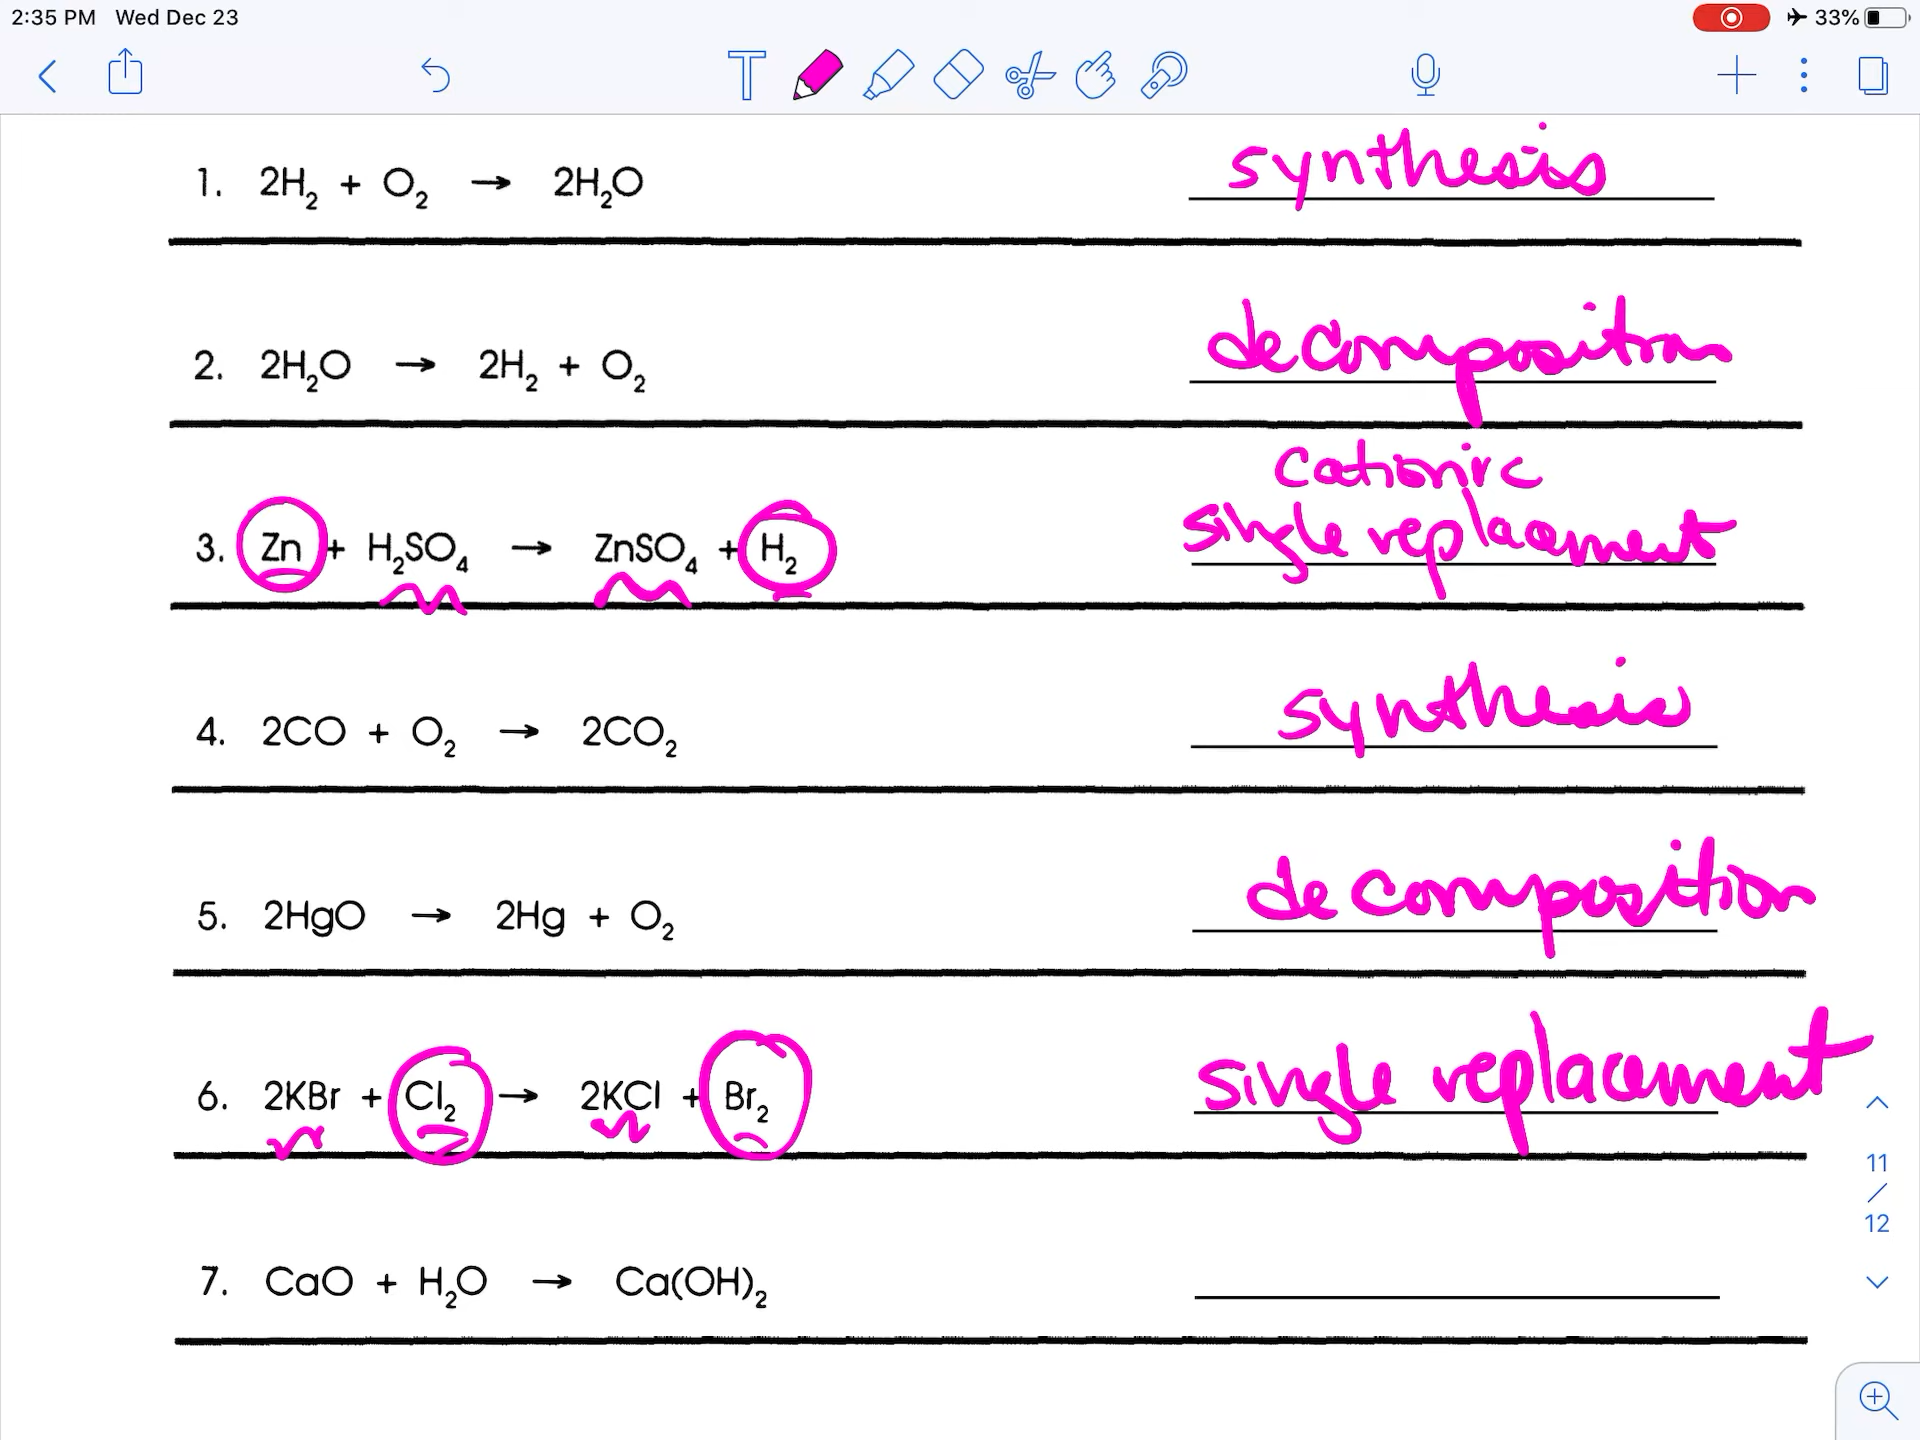 2:35 PM Wed Dec 23
33%
1. 2H₂ + O₂ → 2H₂O synthesis
2. 2H₂O → 2H₂ + O₂ decomposition
cationic
3. Zn + H₂SO₄ → ZnSO₄ + H₂ single replacement
4. 2CO + O₂ → 2CO₂ synthesis
5. 2HgO → 2Hg + O₂ decomposition
6. 2KBr + Cl₂ → 2KCl + Br₂ single replacement
11
/
12
7. CaO + H₂O → Ca(OH)₂